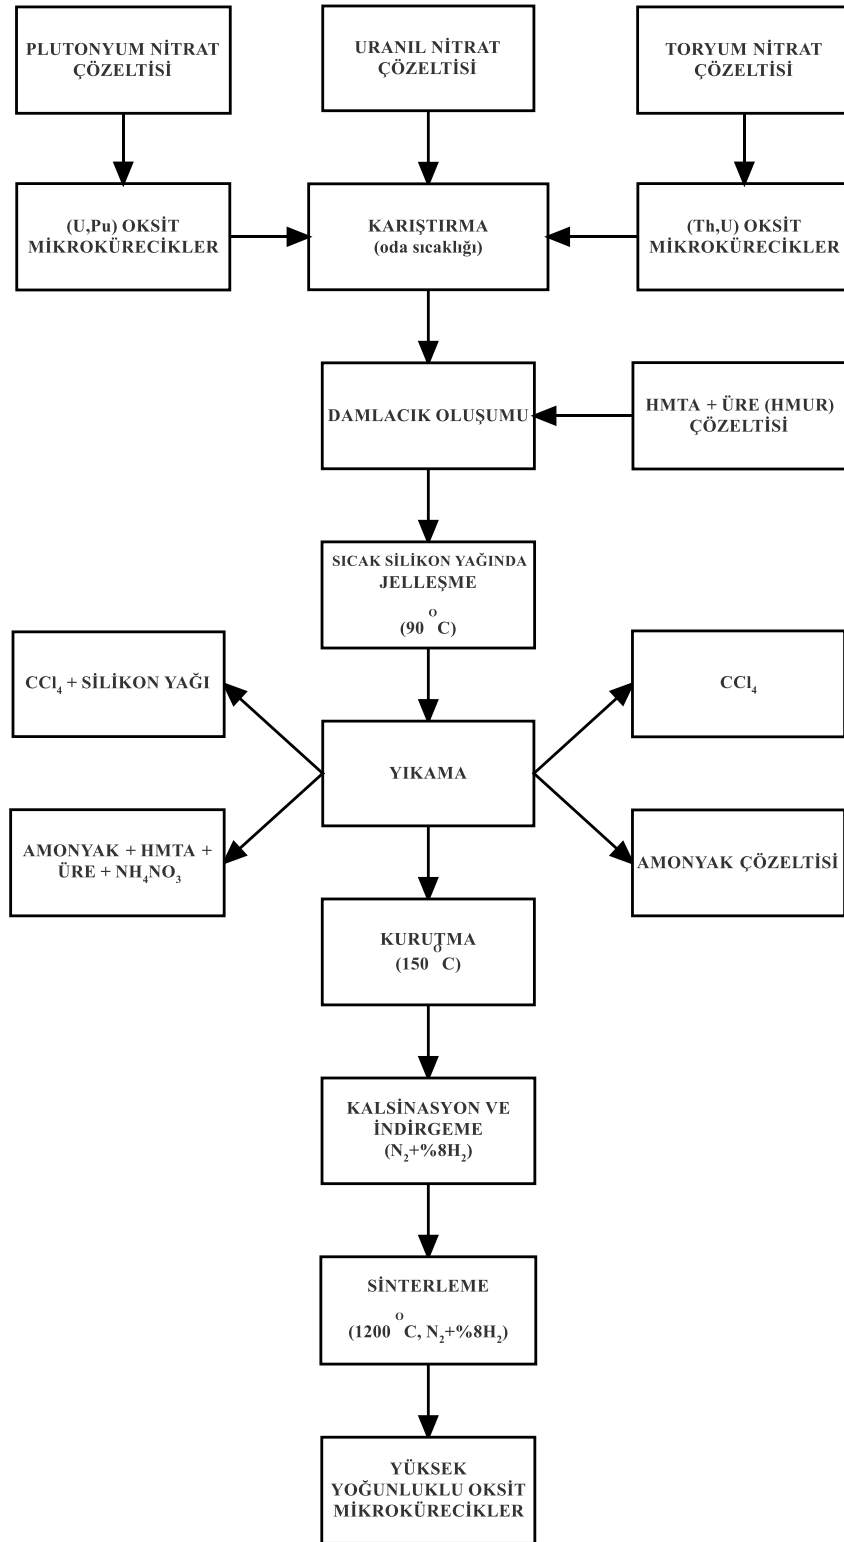 PLUTONYUM NİTRAT
ÇÖZELTİSİ
URANIL NİTRAT
ÇÖZELTİSİ
TORYUM NİTRAT
ÇÖZELTİSİ
(U,Pu) OKSİT
MİKROKÜRECİKLER
KARIŞTIRMA
(oda sıcaklığı)
(Th,U) OKSİT
MİKROKÜRECİKLER
DAMLACIK OLUŞUMU
HMTA + ÜRE (HMUR)
ÇÖZELTİSİ
SICAK SİLİKON YAĞINDA
JELLEŞME
(90 °C)
CCl₄ + SİLİKON YAĞI
CCl₄
YIKAMA
AMONYAK + HMTA +
ÜRE + NH₄NO₃
AMONYAK ÇÖZELTİSİ
KURUTMA
(150 °C)
KALSİNASYON VE
İNDİRGEME
(N₂+%8H₂)
SİNTERLEME
(1200 °C, N₂+%8H₂)
YÜKSEK
YOĞUNLUKLU OKSİT
MİKROKÜRECİKLER